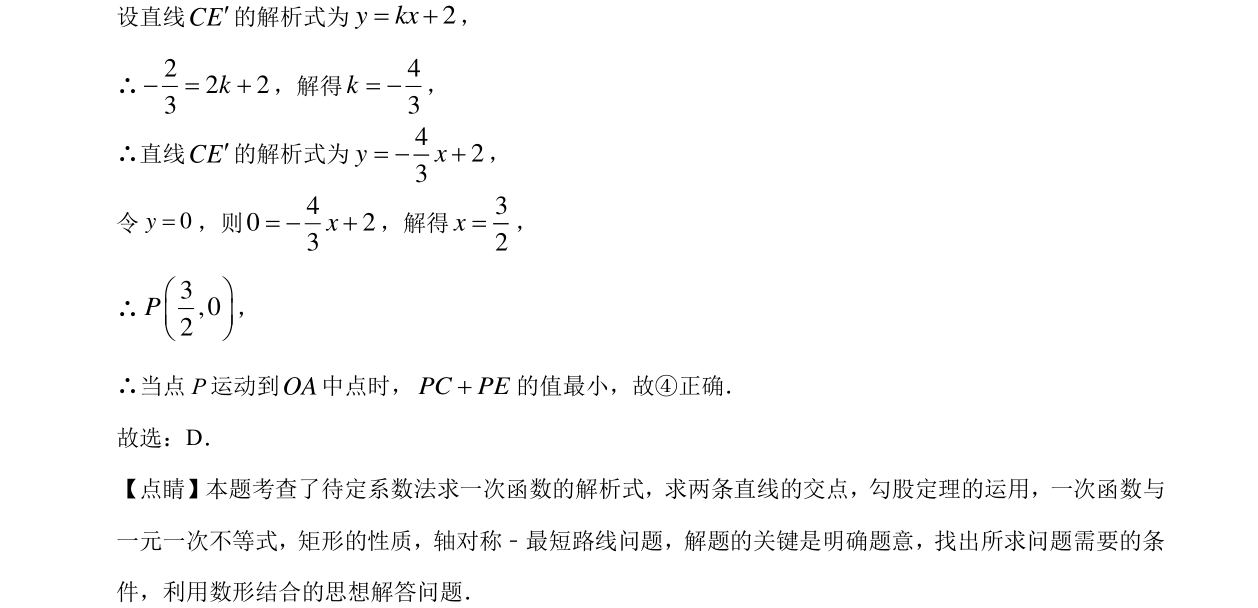 设直线CE′的解析式为 y=kx+2，
∴−2/3=2k+2，解得k=−4/3，
∴直线CE′的解析式为 y=−4/3x+2，
令 y=0，则0=−4/3x+2，解得x=3/2，
∴P(3/2,0)，
∴当点 P 运动到OA中点时，PC+PE 的值最小，故④正确．
故选：D．
【点睛】本题考查了待定系数法求一次函数的解析式，求两条直线的交点，勾股定理的运用，一次函数与
一元一次不等式，矩形的性质，轴对称﹣最短路线问题，解题的关键是明确题意，找出所求问题需要的条
件，利用数形结合的思想解答问题．